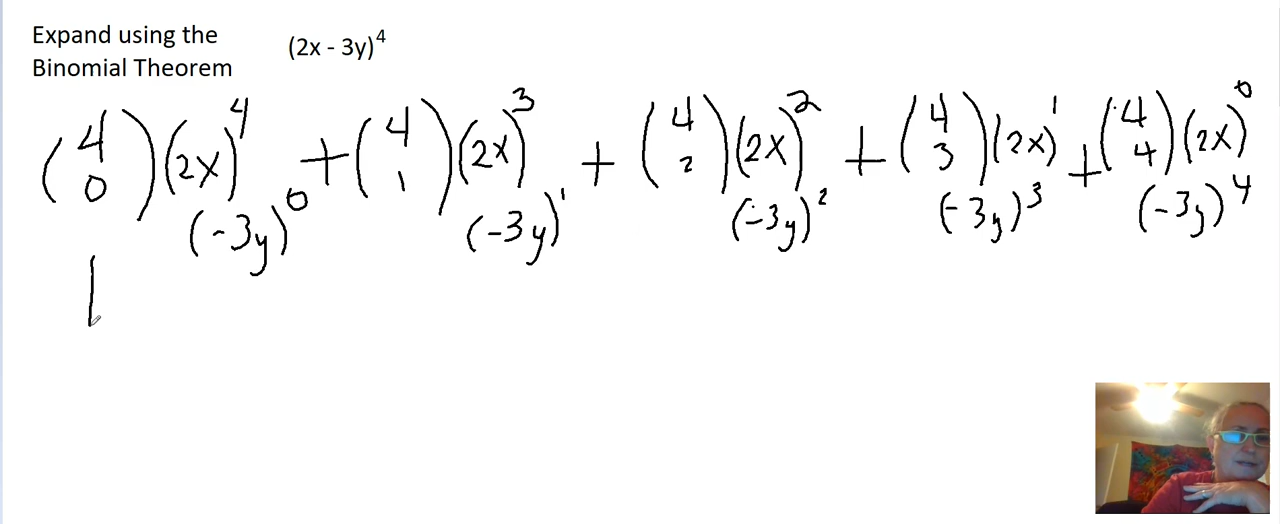 Expand using the
Binomial Theorem
(2x - 3y)⁴
(4 0)(2x)⁴ + (4 1)(2x)³ + (4 2)(2x)² + (4 3)(2x)¹ + (4 4)(2x)⁰
(-3y)⁰ (-3y)¹ (-3y)² (-3y)³ (-3y)⁴
1